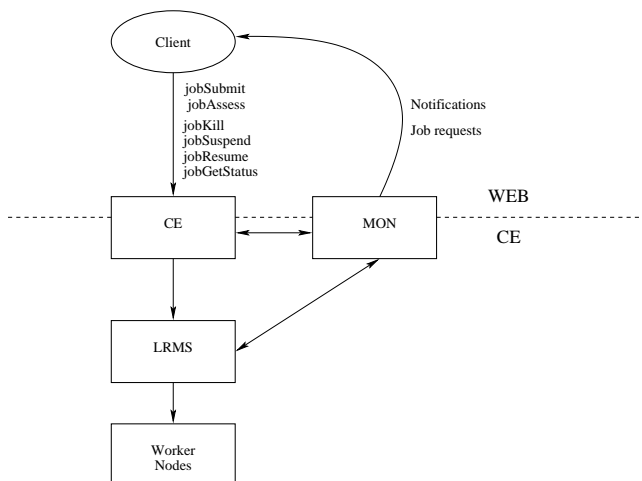 Client
jobSubmit
jobAssess
jobKill
jobSuspend
jobResume
jobGetStatus
Notifications
Job requests
WEB
CE
MON
CE
LRMS
Worker
Nodes